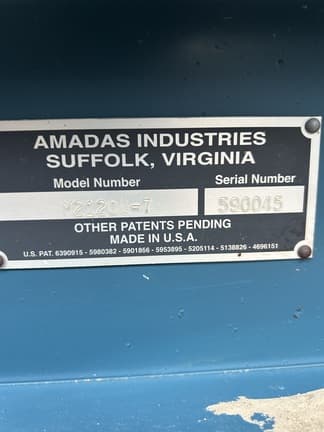 AMADAS INDUSTRIES
SUFFOLK, VIRGINIA
Model Number Serial Number
590045
OTHER PATENTS PENDING
MADE IN U.S.A.
U.S. PAT. 6390915 - 5980382 - 5901856 - 5953895 - 5205114 - 5138826 - 4696151